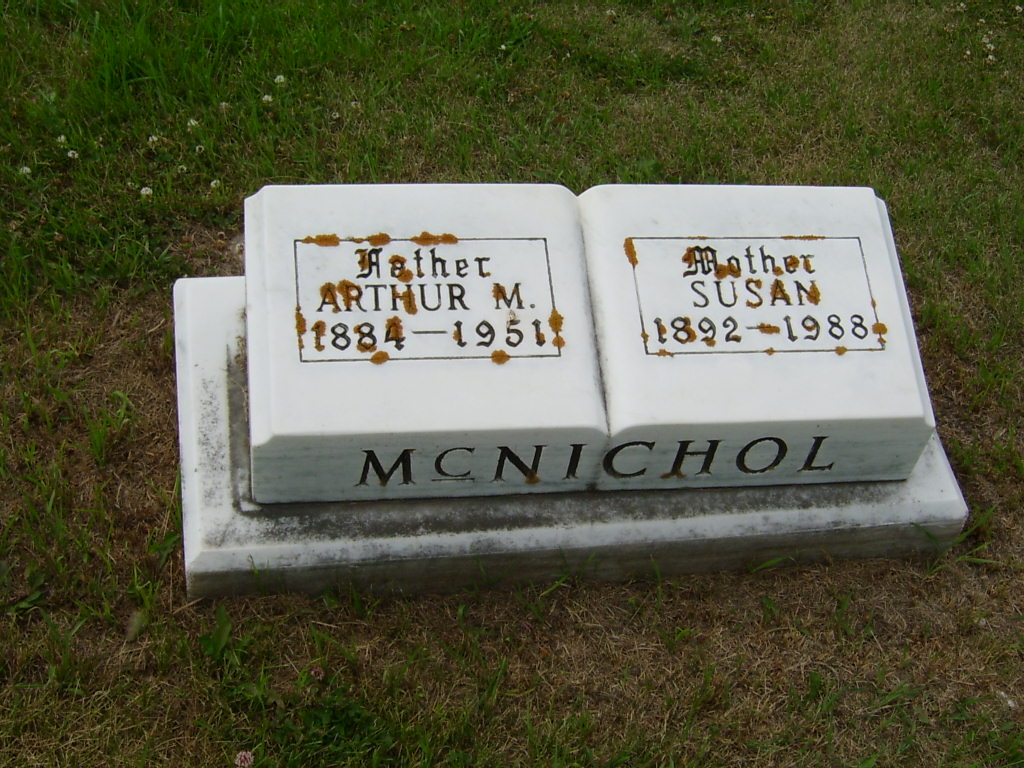 Father
ARTHUR M.
1884—1951
Mother
SUSAN
1892—1988
McNICHOL